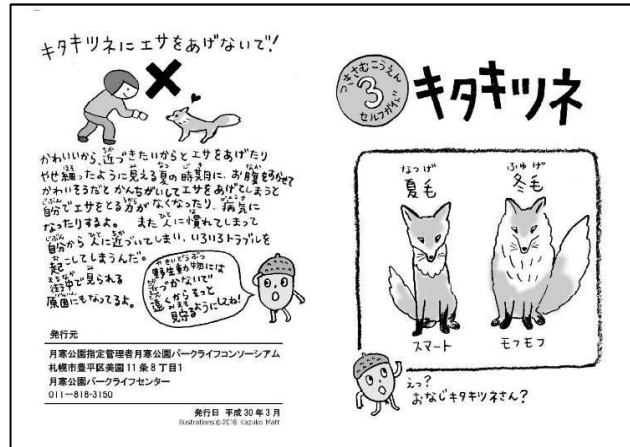 キタキツネにエサをあげないで!
かわいいから、近づきたいからとエサをあげたり
やせ細ったように見える夏の時期に、お腹をすかせて
かわいそうだとかんちがいしてエサをあげてしまうと
自分でエサをとる力がなくなったり、病気に
なったりするよ。 また人に慣れてしまって
自分から人に近づいてしまい、いろいろトラブルを
起こしてしまうんだ。
街中で見られる
原因にもなってるよ。
野生動物には
近づかないで
遠くからそっと
見守るようにしてね!
発行元
月寒公園指定管理者月寒公園パークライフコンソーシアム
札幌市豊平区美園11条8丁目1
月寒公園パークライフセンター
011-818-3150
発行日 平成30年3月
Illustrations©2018 Kazuko Matt
つきさむこうえん
3
セルフガイド
キタキツネ
なつげ
夏毛
ふゆげ
冬毛
スマート
モフモフ
えっ?
おなじキタキツネさん?